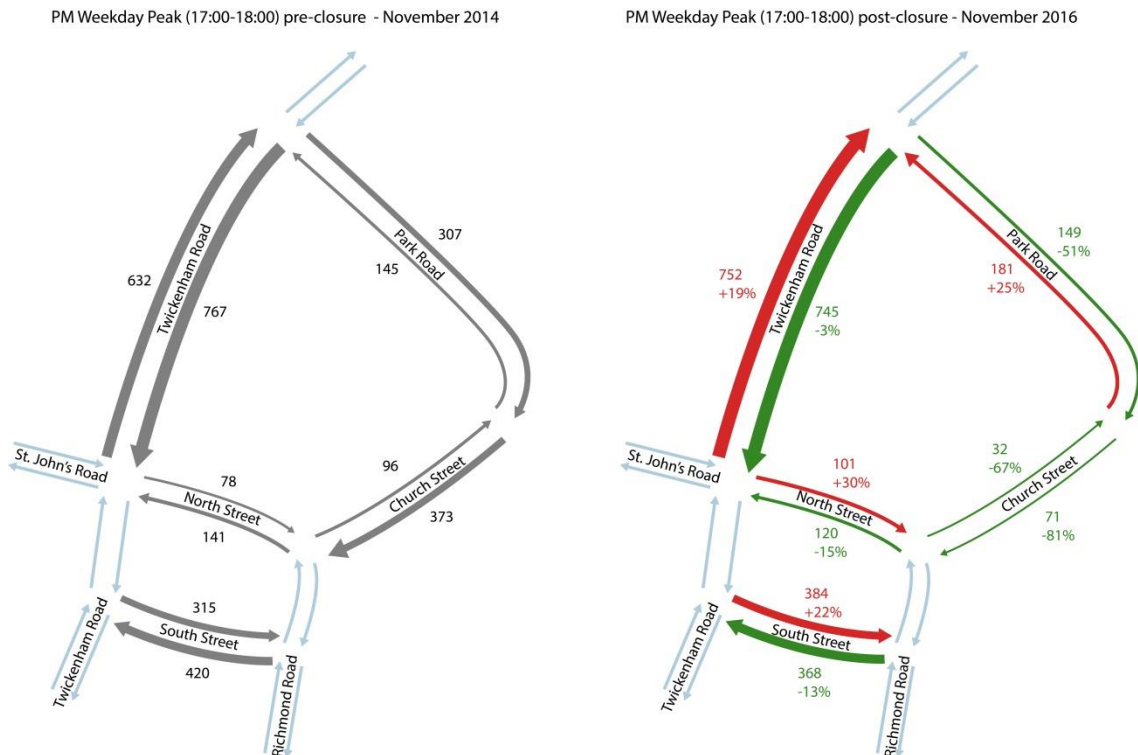 PM Weekday Peak (17:00-18:00) pre-closure - November 2014
307
Park Road
145
632
Twickenham Road
767
St. John's Road
78
North Street
141
96
Church Street
373
315
South Street
420
Twickenham Road
Richmond Road
PM Weekday Peak (17:00-18:00) post-closure - November 2016
149
-51%
Park Road
181
+25%
752
+19%
Twickenham Road
745
-3%
St. John's Road
101
+30%
North Street
120
-15%
32
-67%
Church Street
71
-81%
384
+22%
South Street
368
-13%
Twickenham Road
Richmond Road